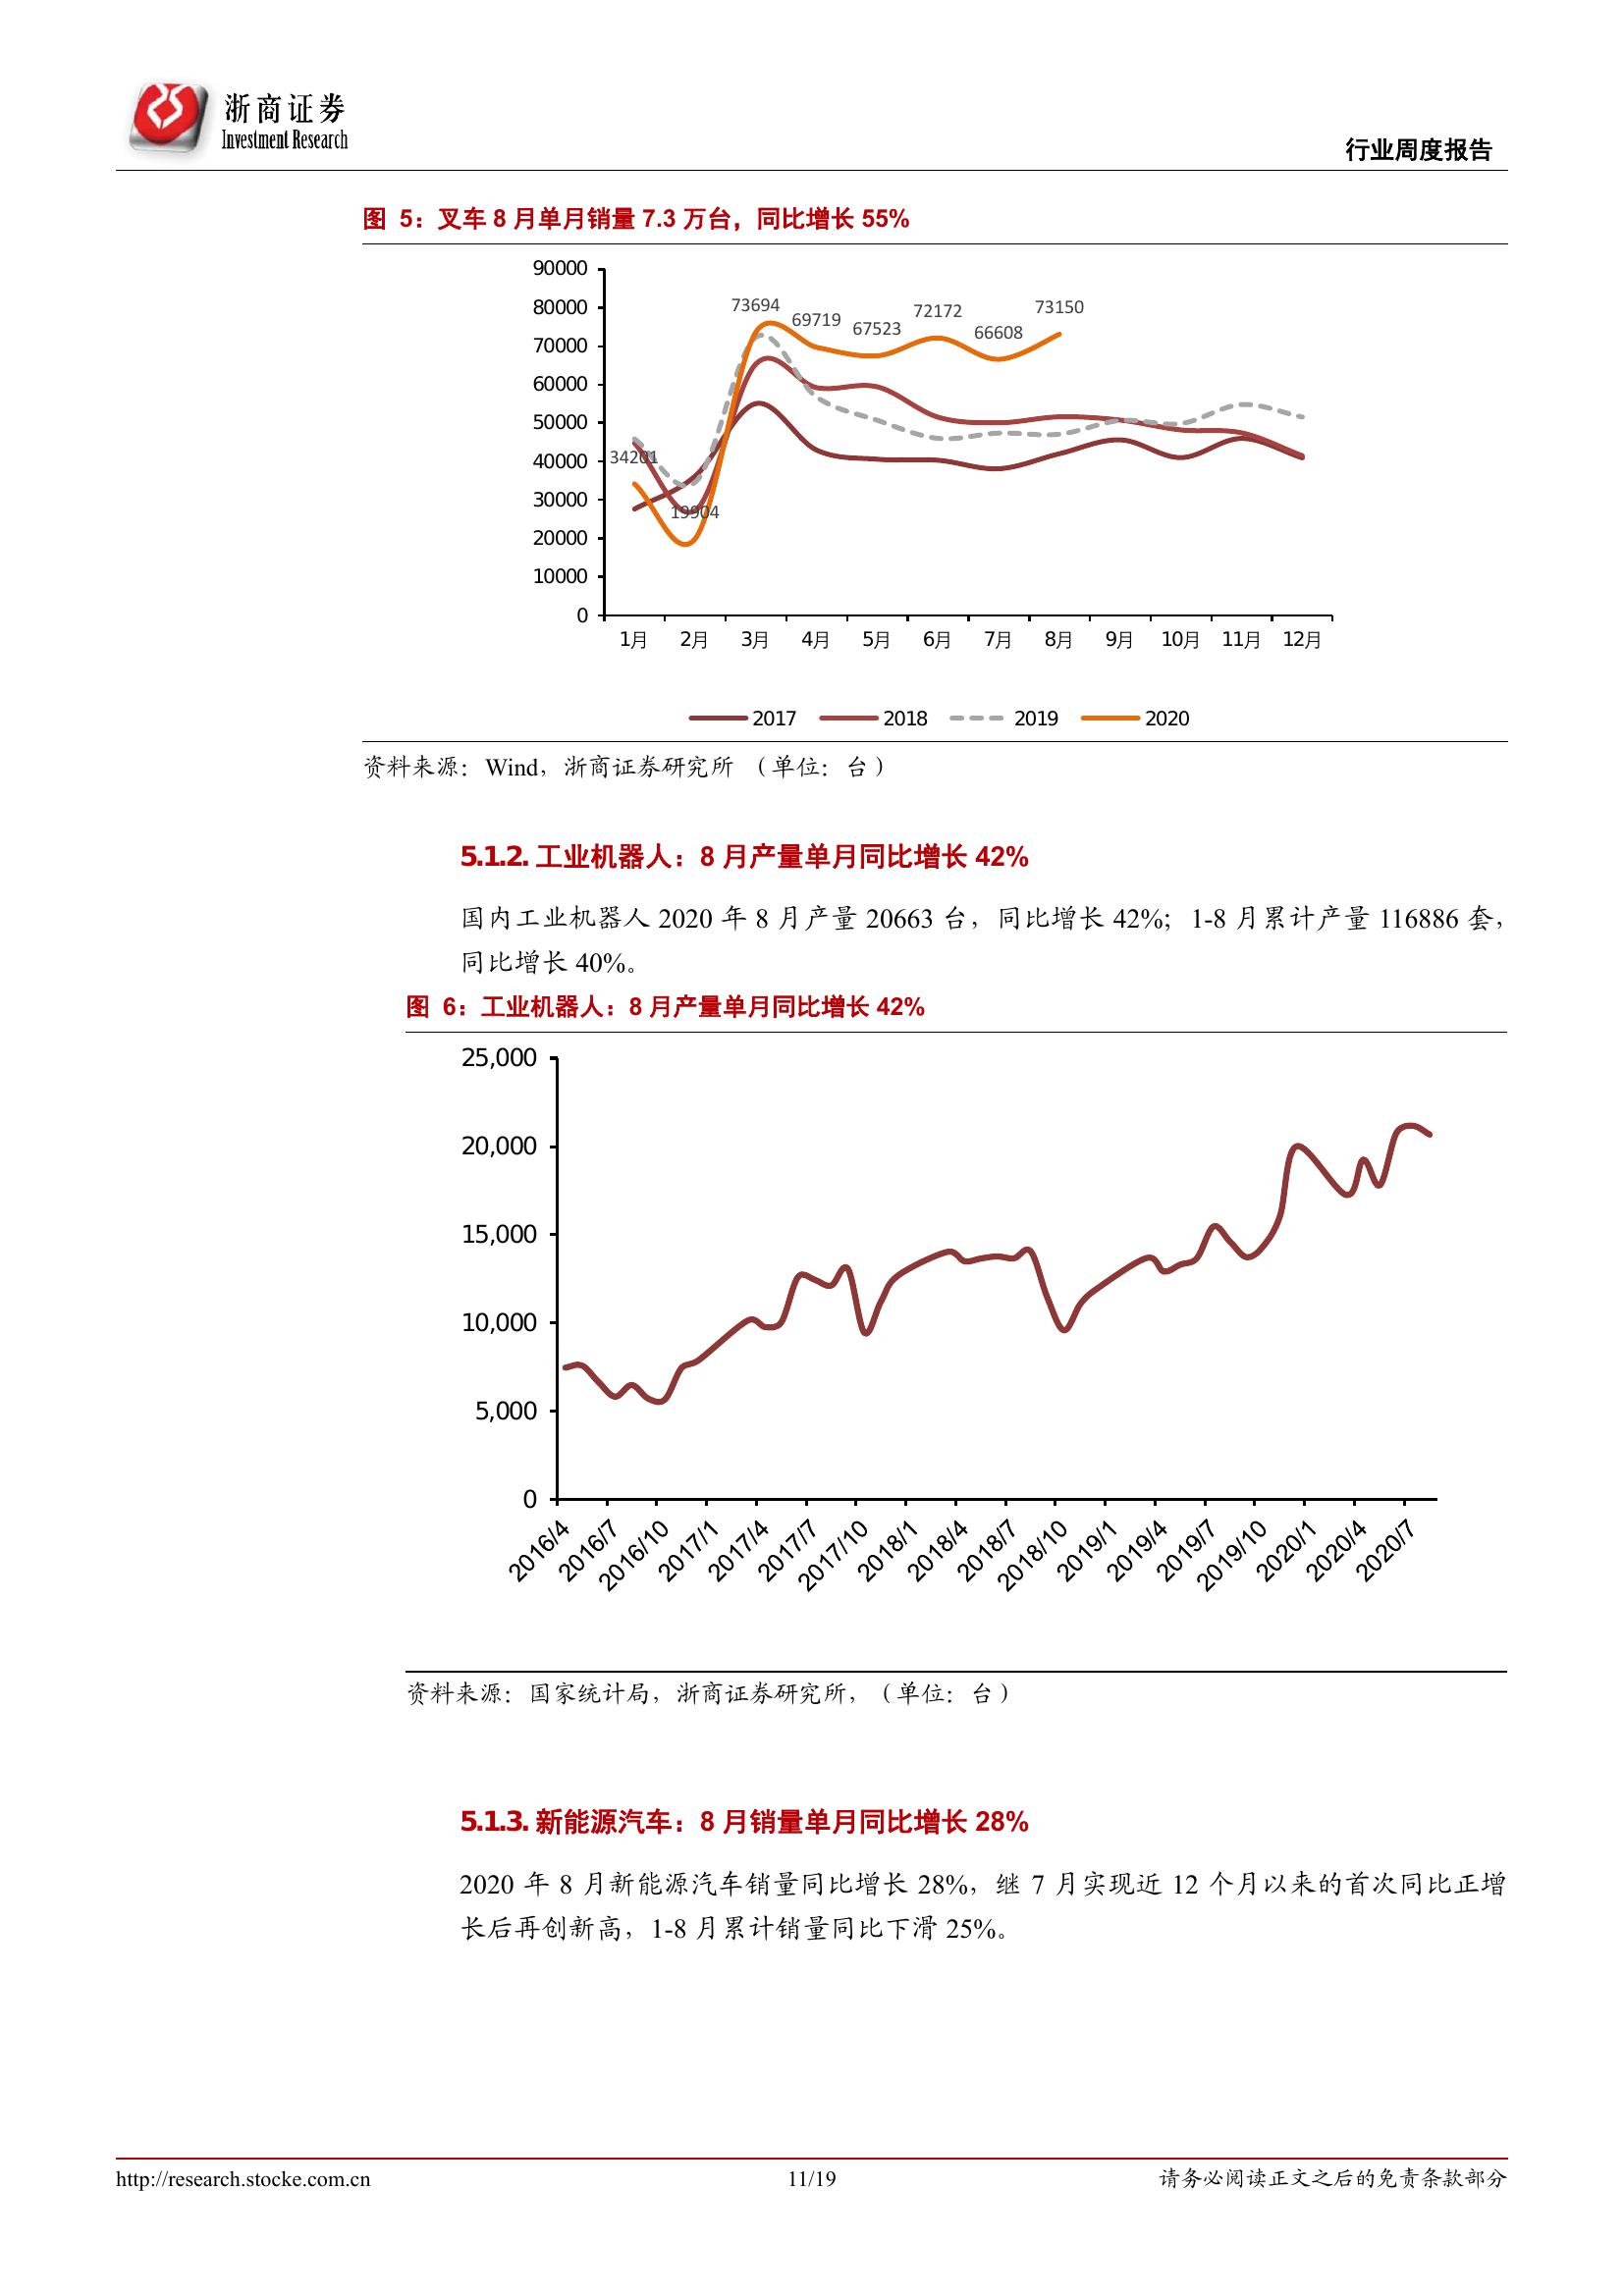 浙商证券
Investment Research
行业周度报告
图 5：叉车 8 月单月销量 7.3 万台，同比增长 55%
90000
80000
70000
60000
50000
40000
30000
20000
10000
0
34201
19904
73694
69719
67523
72172
66608
73150
1月 2月 3月 4月 5月 6月 7月 8月 9月 10月 11月 12月
2017 2018 2019 2020
资料来源：Wind，浙商证券研究所 （单位：台）
5.1.2. 工业机器人：8 月产量单月同比增长 42%
国内工业机器人 2020 年 8 月产量 20663 台，同比增长 42%；1-8 月累计产量 116886 套，
同比增长 40%。
图 6：工业机器人：8 月产量单月同比增长 42%
25,000
20,000
15,000
10,000
5,000
0
2016/4 2016/7 2016/10 2017/1 2017/4 2017/7 2017/10 2018/1 2018/4 2018/7 2018/10 2019/1 2019/4 2019/7 2019/10 2020/1 2020/4 2020/7
资料来源：国家统计局，浙商证券研究所，（单位：台）
5.1.3. 新能源汽车：8 月销量单月同比增长 28%
2020 年 8 月新能源汽车销量同比增长 28%，继 7 月实现近 12 个月以来的首次同比正增
长后再创新高，1-8 月累计销量同比下滑 25%。
http://research.stocke.com.cn 11/19 请务必阅读正文之后的免责条款部分